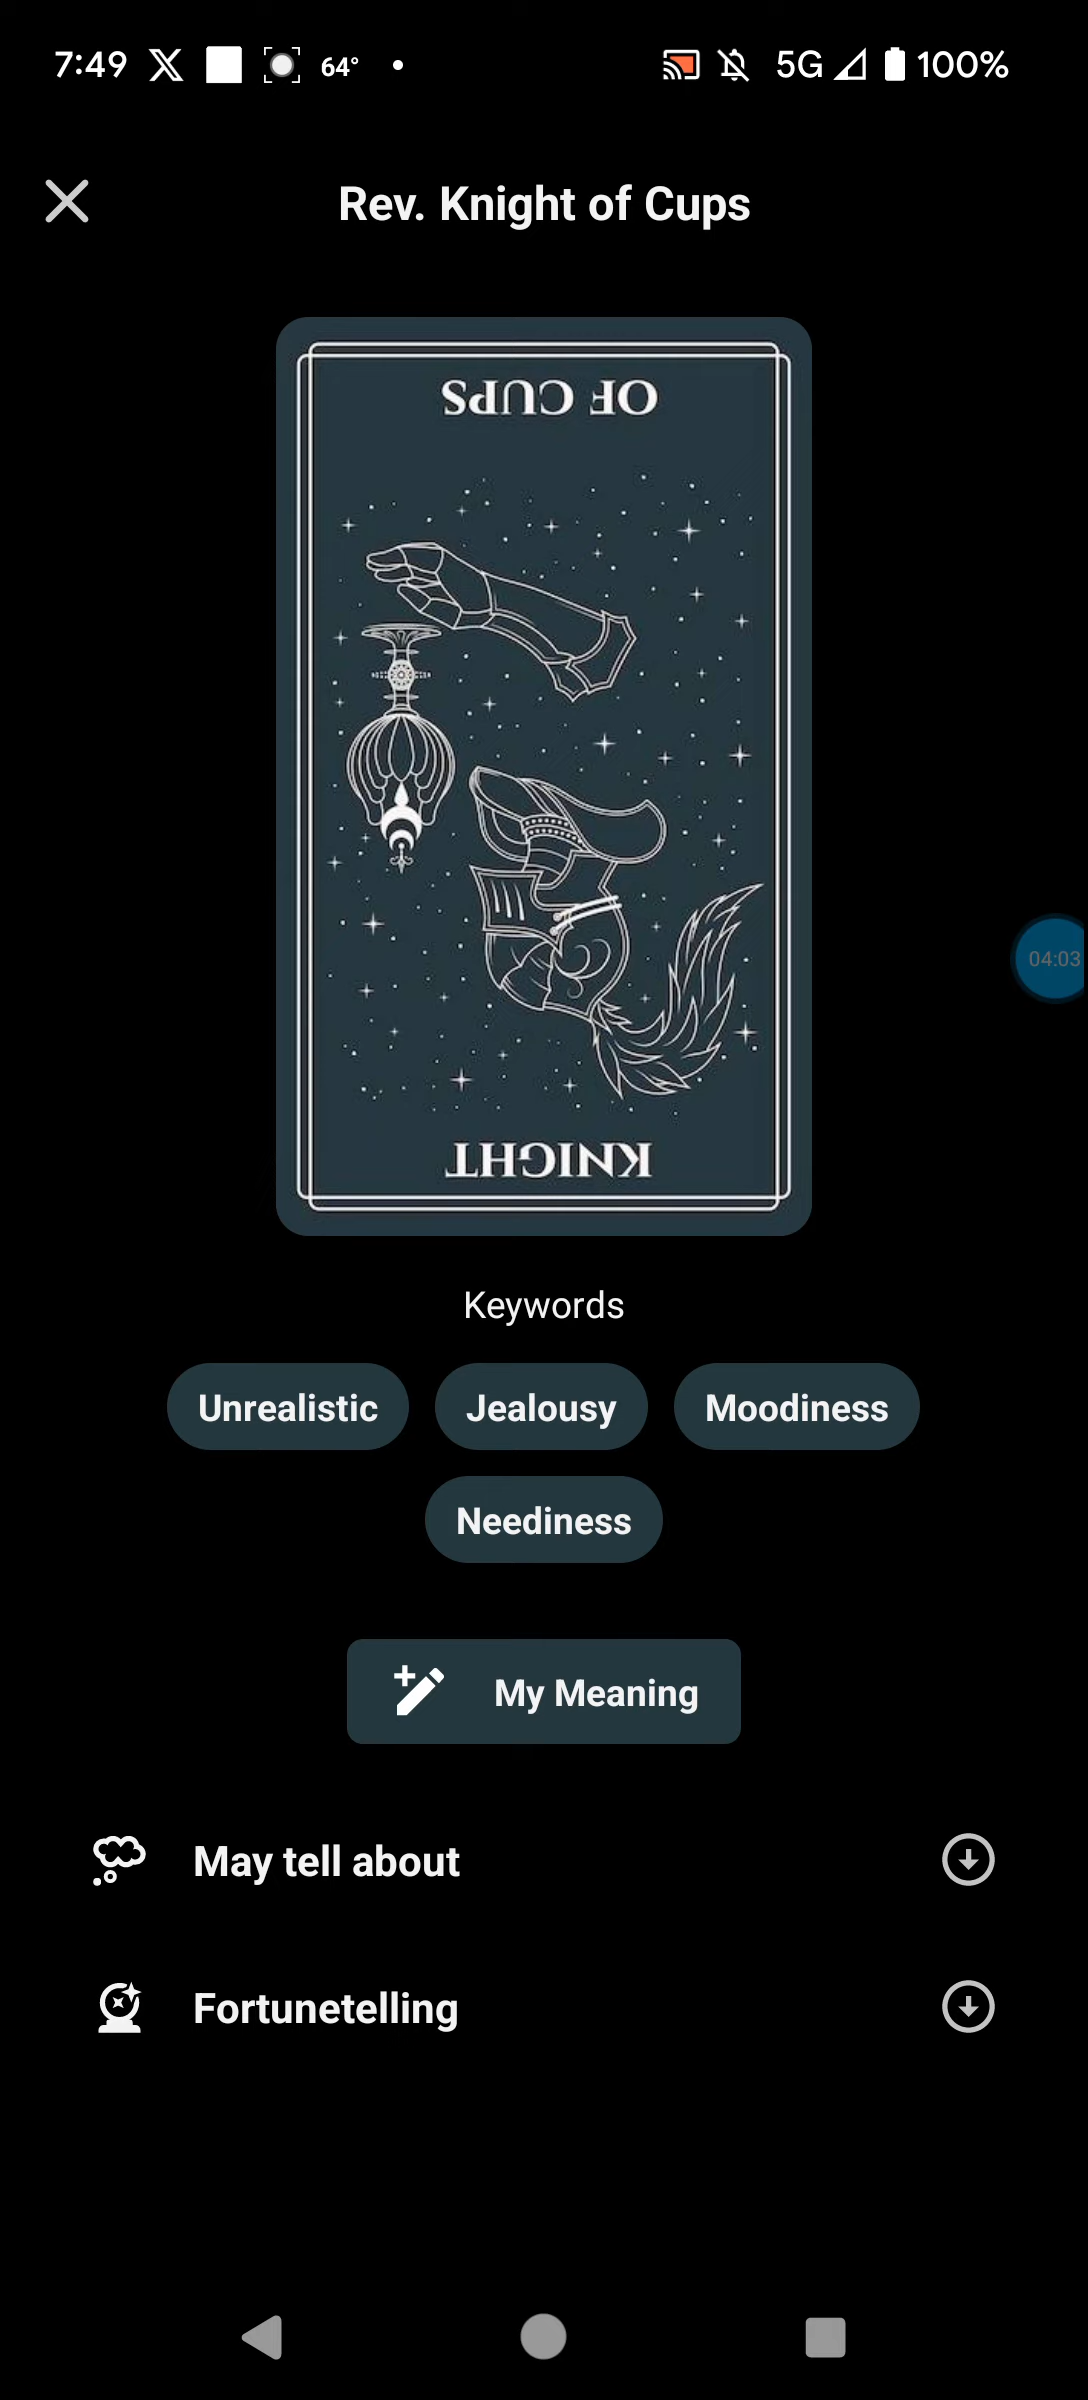 7:49 64° 5G 100%
Rev. Knight of Cups
OF CUPS
KNIGHT
04:03
Keywords
Unrealistic Jealousy Moodiness
Neediness
My Meaning
May tell about
Fortunetelling